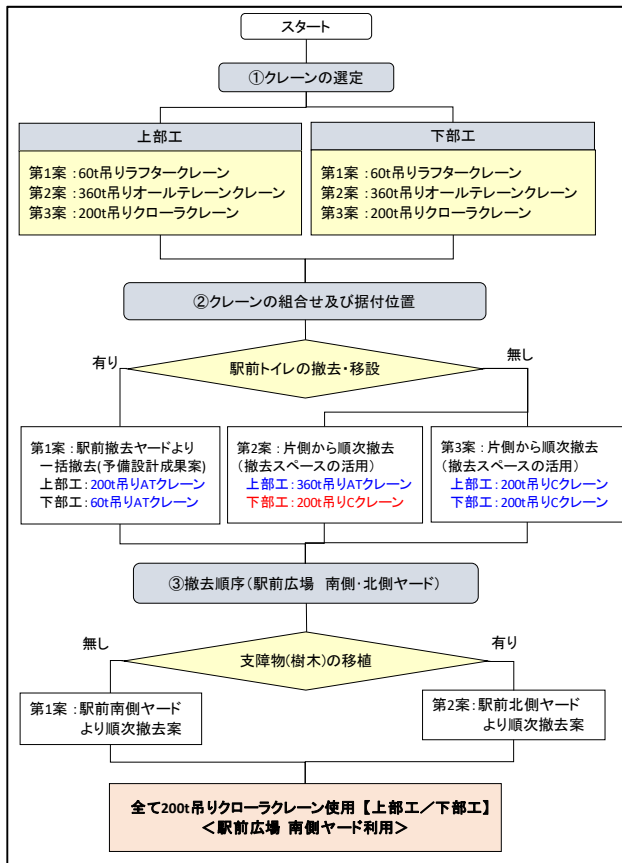 スタート
①クレーンの選定
上部工
第1案：60t吊りラフタークレーン
第2案：360t吊りオールテレーンクレーン
第3案：200t吊りクローラクレーン
下部工
第1案：60t吊りラフタークレーン
第2案：360t吊りオールテレーンクレーン
第3案：200t吊りクローラクレーン
②クレーンの組合せ及び据付位置
駅前トイレの撤去・移設
有り
無し
第1案：駅前撤去ヤードより
一括撤去(予備設計成果案)
上部工：200t吊りATクレーン
下部工：60t吊りATクレーン
第2案：片側から順次撤去
（撤去スペースの活用）
上部工：360t吊りATクレーン
下部工：200t吊りCクレーン
第3案：片側から順次撤去
（撤去スペースの活用）
上部工：200t吊りCクレーン
下部工：200t吊りCクレーン
③撤去順序（駅前広場　南側・北側ヤード）
支障物(樹木)の移植
無し
有り
第1案：駅前南側ヤード
より順次撤去案
第2案：駅前北側ヤード
より順次撤去案
全て200t吊りクローラクレーン使用【上部工／下部工】
＜駅前広場 南側ヤード利用＞